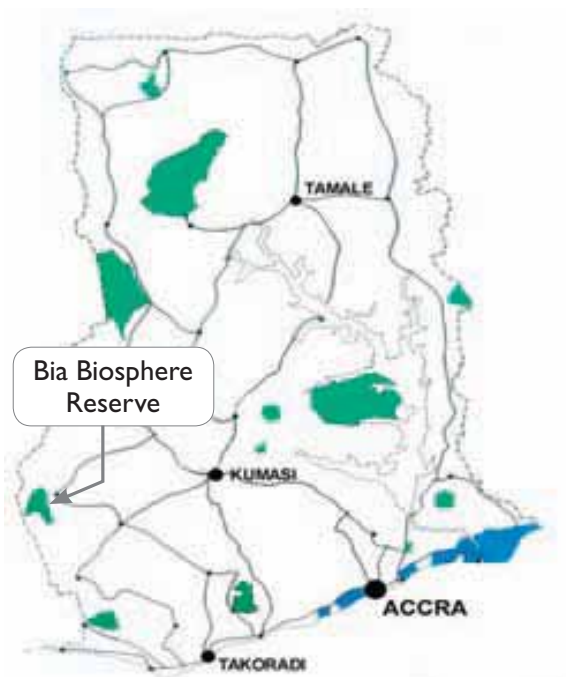 TAMALE
Bia Biosphere
Reserve
KUMASI
ACCRA
TAKORADI